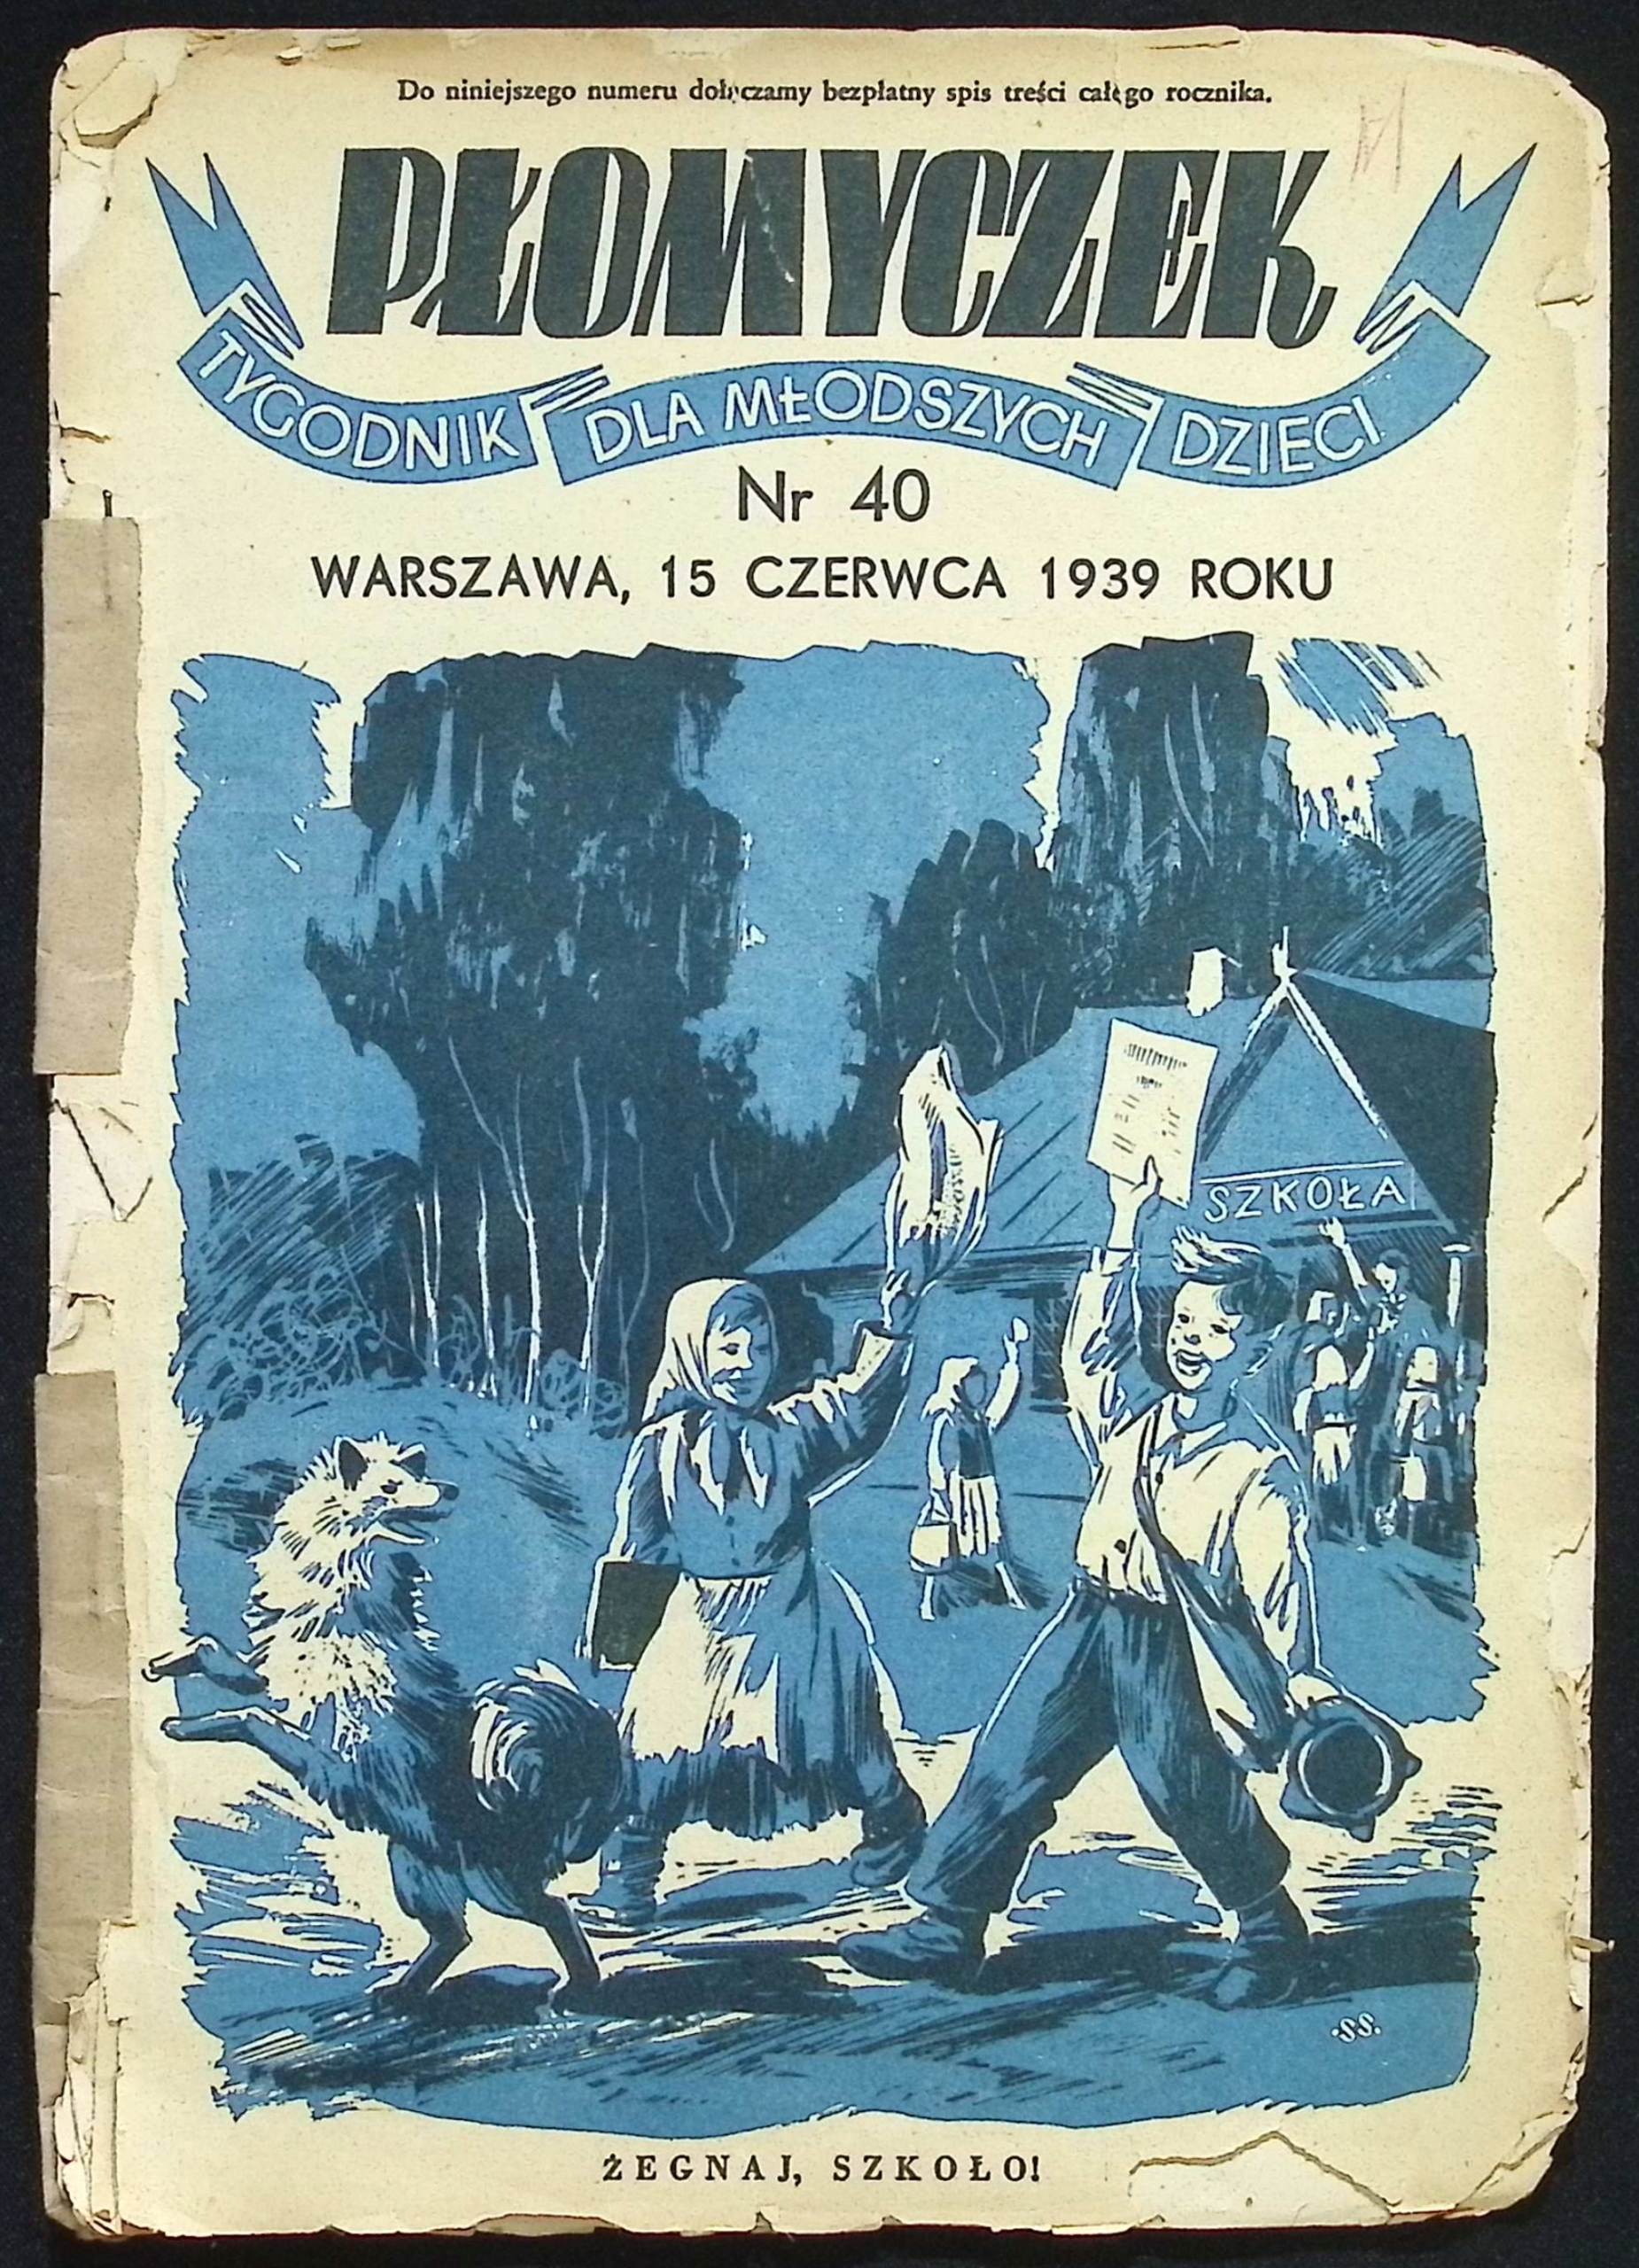 Do niniejszego numeru dołączamy bezpłatny spis treści całego rocznika.
PŁOMYCZEK
TYGODNIK DLA MŁODSZYCH DZIECI
Nr 40
WARSZAWA, 15 CZERWCA 1939 ROKU
SZKOŁA
·SS.
ŻEGNAJ, SZKOŁO!